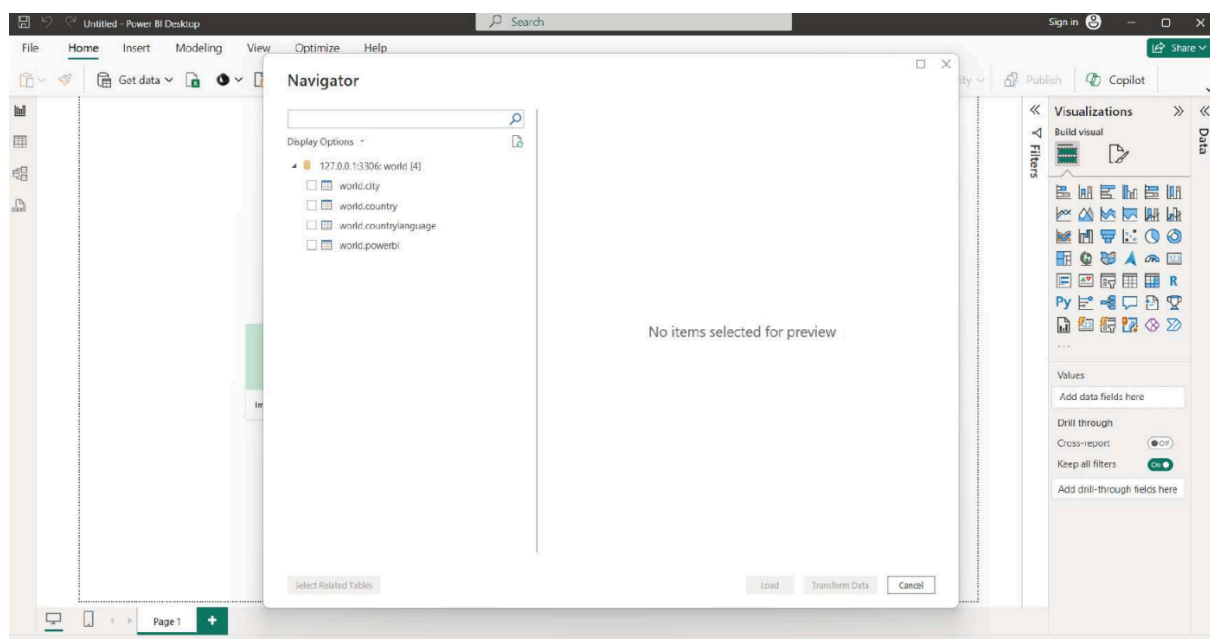 Untitled - Power BI Desktop
Search
Sign in
File Home Insert Modeling View Optimize Help
Share
Get data
Publish
Copilot
Navigator
Display Options
127.0.0.1:3306: world [4]
world.city
world.country
world.countrylanguage
world.powerbi
No items selected for preview
Select Related Tables
Load
Transform Data
Cancel
Filters
Visualizations
Build visual
R
Py
Values
Add data fields here
Drill through
Cross-report
Off
Keep all filters
On
Add drill-through fields here
Data
Page 1